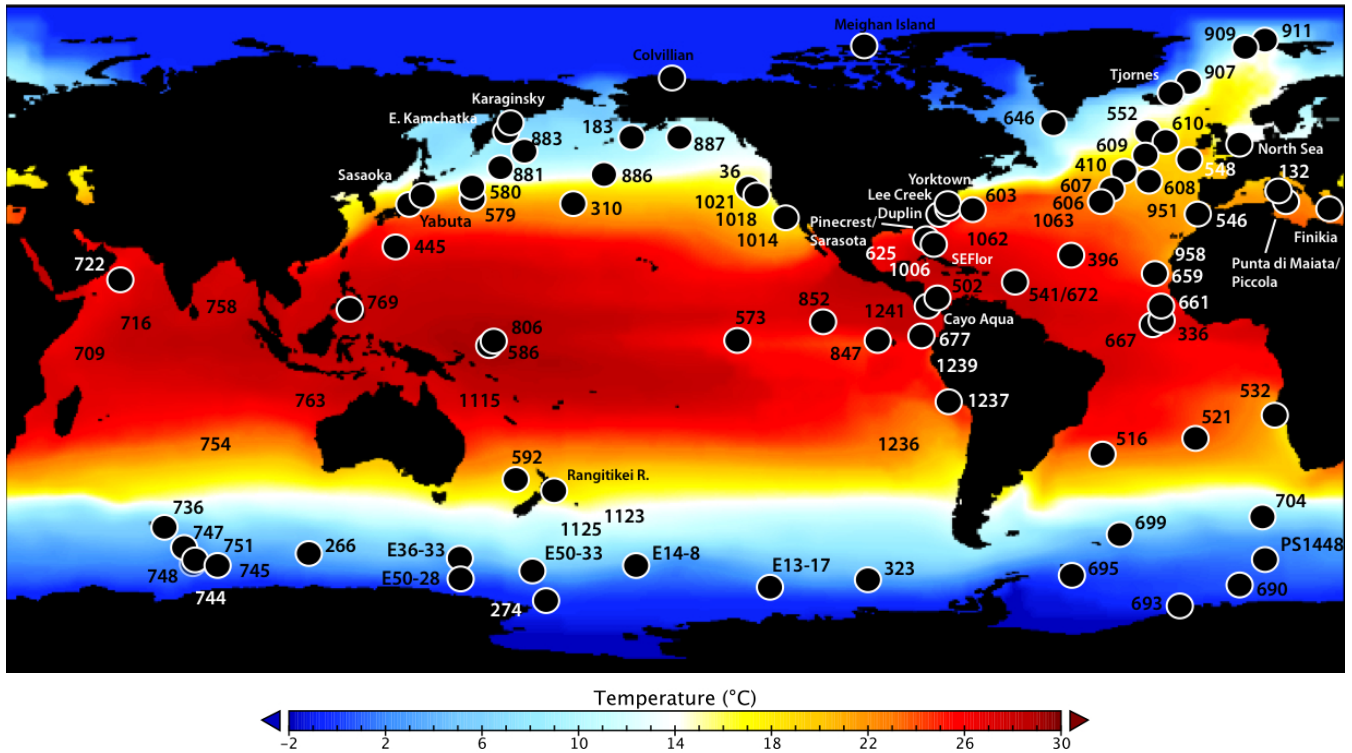 Meighan Island
909
911
Colvillian
Tjornes
907
Karaginsky
E. Kamchatka
883
183
887
646
552
610
609
North Sea
Sasaoka
881
886
36
410
548
132
580
Yorktown
Lee Creek
603
607
608
1021
Duplin
606
951
546
Yabuta
579
310
1018
Pinecrest/
Sarasota
1063
1014
1062
Finikia
445
625
SEFlor
396
958
Punta di Maiata/
Piccola
722
1006
659
502
541/672
661
716
758
769
852
1241
Cayo Aqua
336
709
806
573
847
677
667
586
1239
763
1115
1237
532
754
1236
516
521
592
Rangitikei R.
736
1123
704
747
1125
699
751
266
E36-33
E50-33
E14-8
PS1448
748
745
E50-28
E13-17
323
695
690
744
274
693
Temperature (°C)
−2 2 6 10 14 18 22 26 30